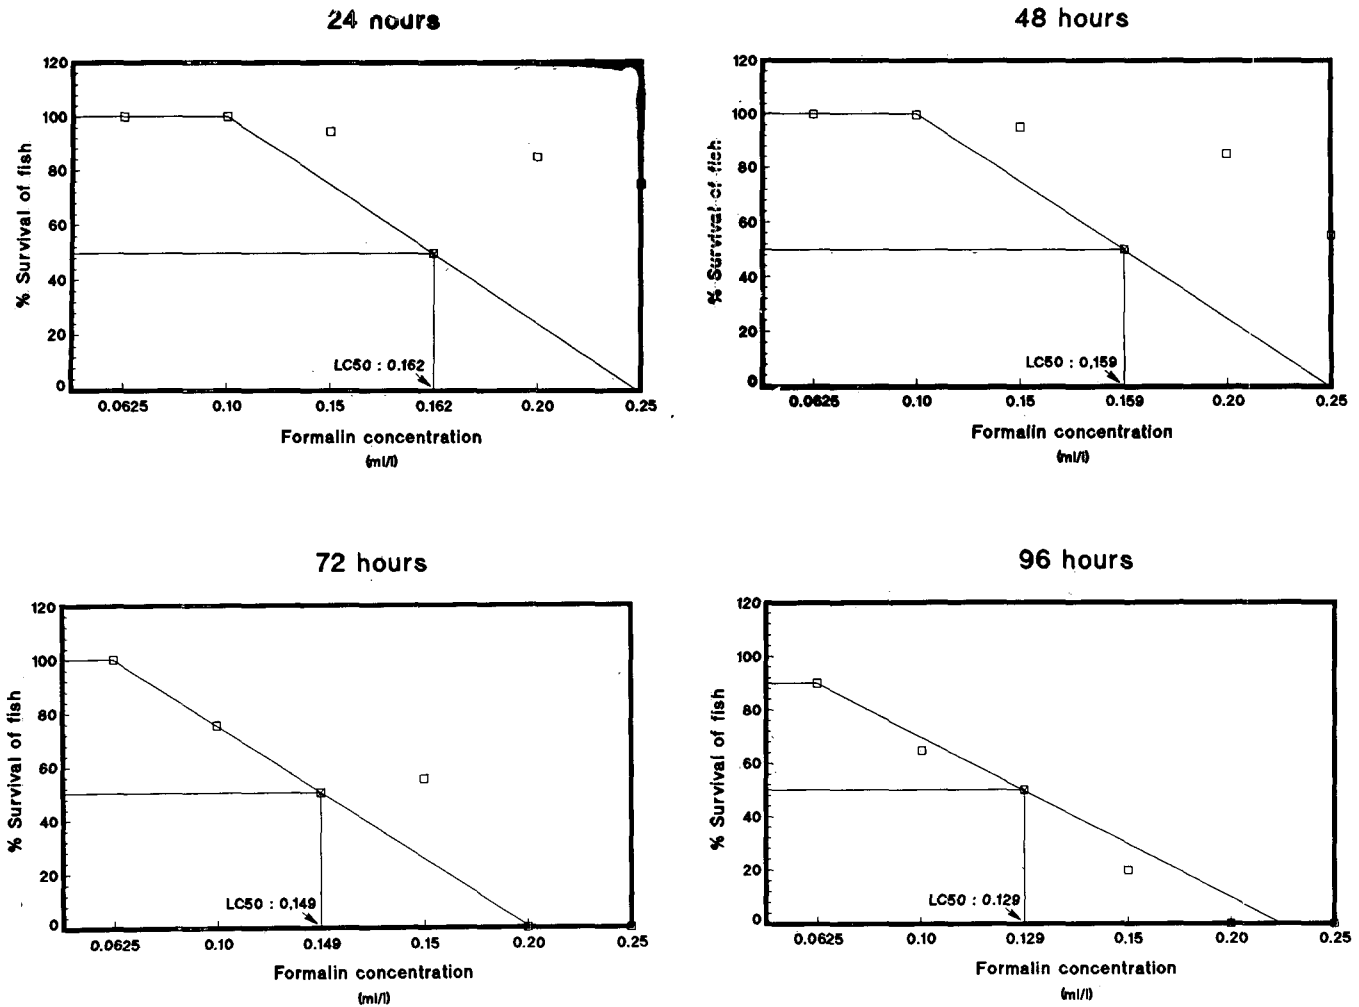 24 hours
120
100
80
60
40
20
0
% Survival of fish
LC50 : 0.162
0.0625 0.10 0.15 0.162 0.20 0.25
Formalin concentration
(ml/l)
48 hours
120
100
80
60
40
20
0
% Survival of fish
LC50 : 0,159
0.0625 0.10 0.15 0.159 0.20 0.25
Formalin concentration
(ml/l)
72 hours
120
100
80
60
40
20
0
% Survival of fish
LC50 : 0,149
0.0625 0.10 0.149 0.15 0.20 0.25
Formalin concentration
(ml/l)
96 hours
120
100
80
60
40
20
0
% Survival of fish
LC50 : 0.129
0.0625 0.10 0.129 0.15 0.20 0.25
Formalin concentration
(ml/l)